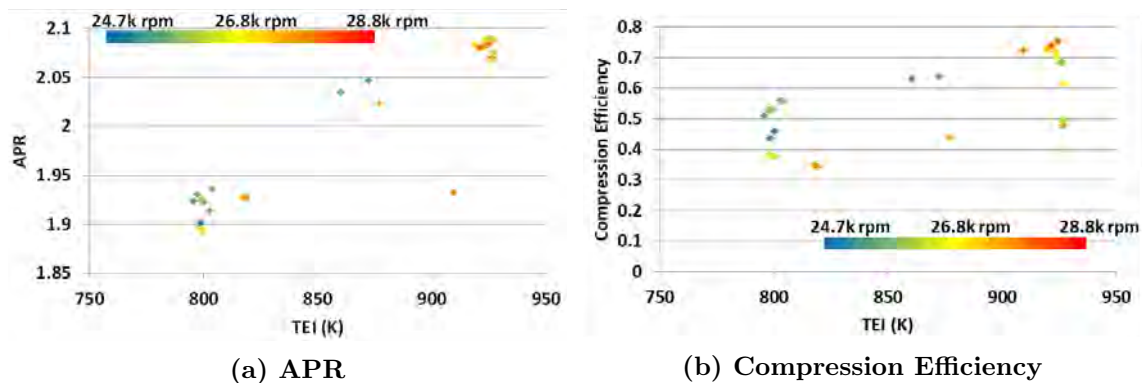 24.7k rpm 26.8k rpm 28.8k rpm
2.1
2.05
2
1.95
1.9
1.85
APR
750 800 850 900 950
TEI (K)
(a) APR
0.8
0.7
0.6
0.5
0.4
0.3
0.2
0.1
0
Compression Efficiency
24.7k rpm 26.8k rpm 28.8k rpm
750 800 850 900 950
TEI (K)
(b) Compression Efficiency